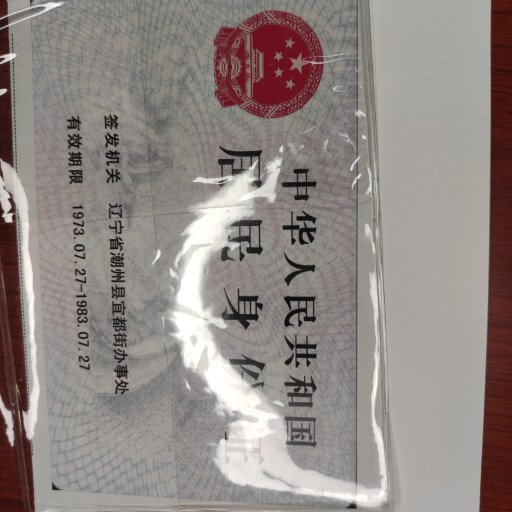 中华人民共和国
居民身份证
签发机关 辽宁省潮州县宜都街办事处
有效期限 1973.07.27-1983.07.27